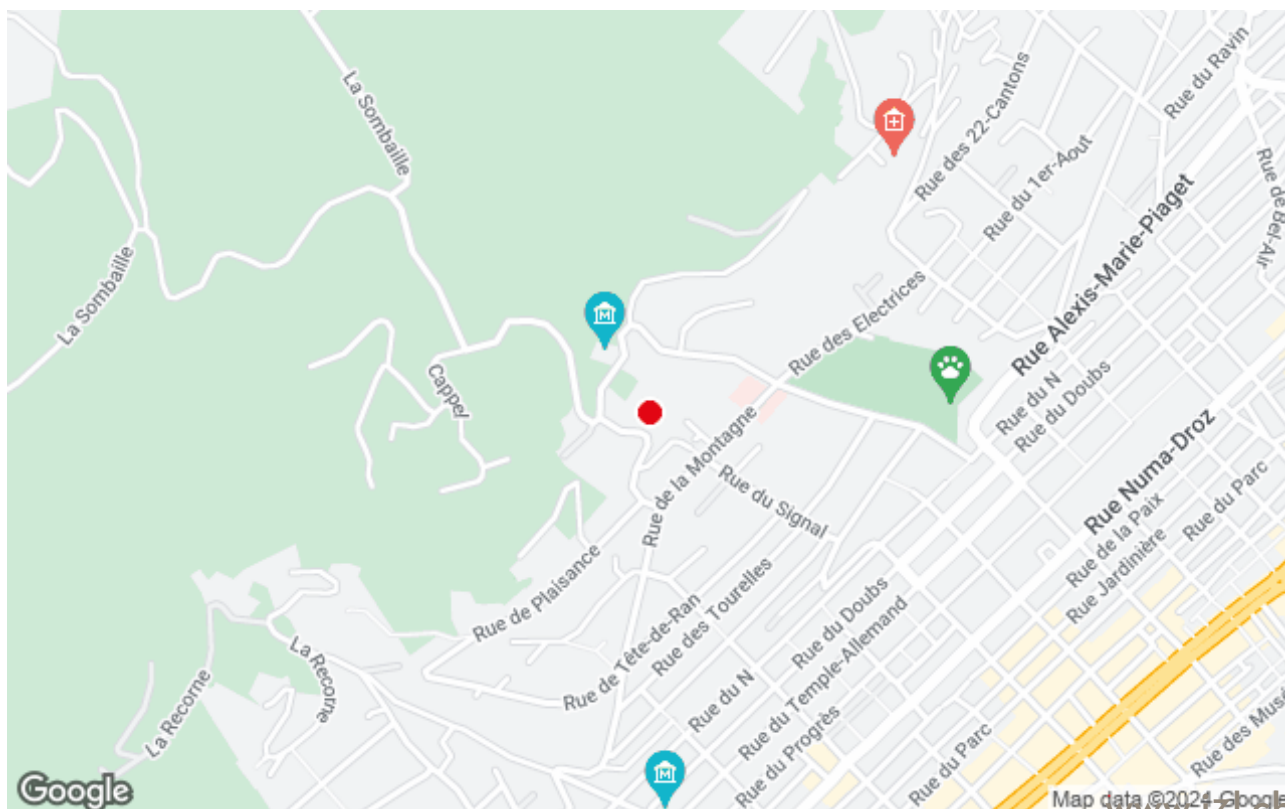 La Sombaille
Rue du Ravin
Rue des 22-Cantons
Rue du 1er-Aout
Rue de Bel-Air
Rue Alexis-Marie-Piaget
La Sombaille
Rue des Electrices
Cappel
Rue du N
Rue du Doubs
Rue Numa-Droz
Rue de la Montagne
Rue du Signal
Rue du Parc
Rue de la Paix
Rue Jardinière
Rue de Plaisance
Rue des Tourelles
Rue du Doubs
Rue de Tête-de-Ran
Rue du Temple-Allemand
La Recorne
La Recorne
Rue du N
Rue du Progrès
Rue du Parc
Rue des Muse
M
M
Google
Map data ©2024 Google